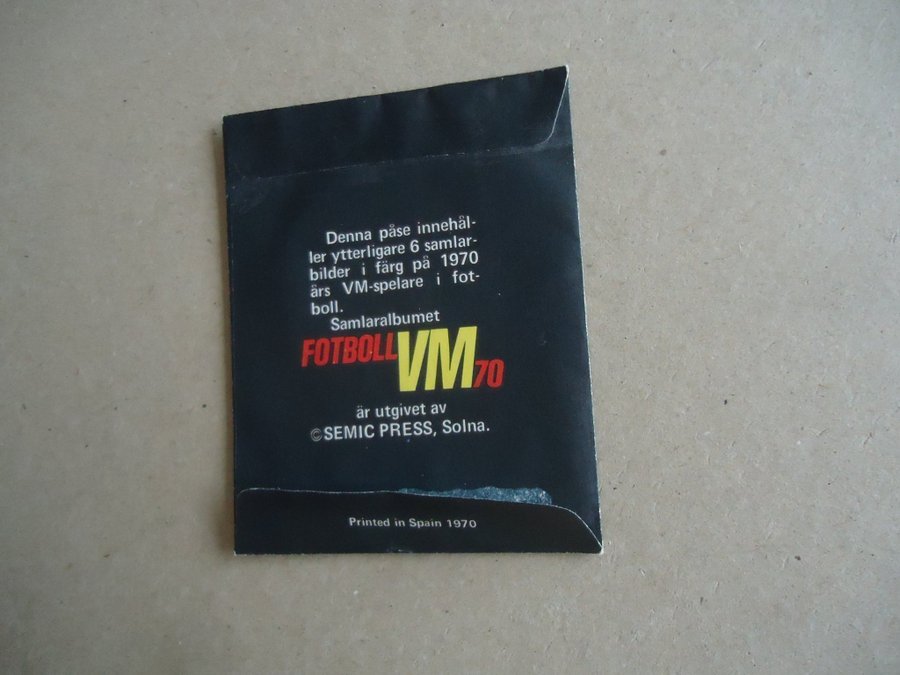 Denna påse innehål-
ler ytterligare 6 samlar-
bilder i färg på 1970
års VM-spelare i fot-
boll.
Samlaralbumet
FOTBOLL VM 70
är utgivet av
©SEMIC PRESS, Solna.
Printed in Spain 1970